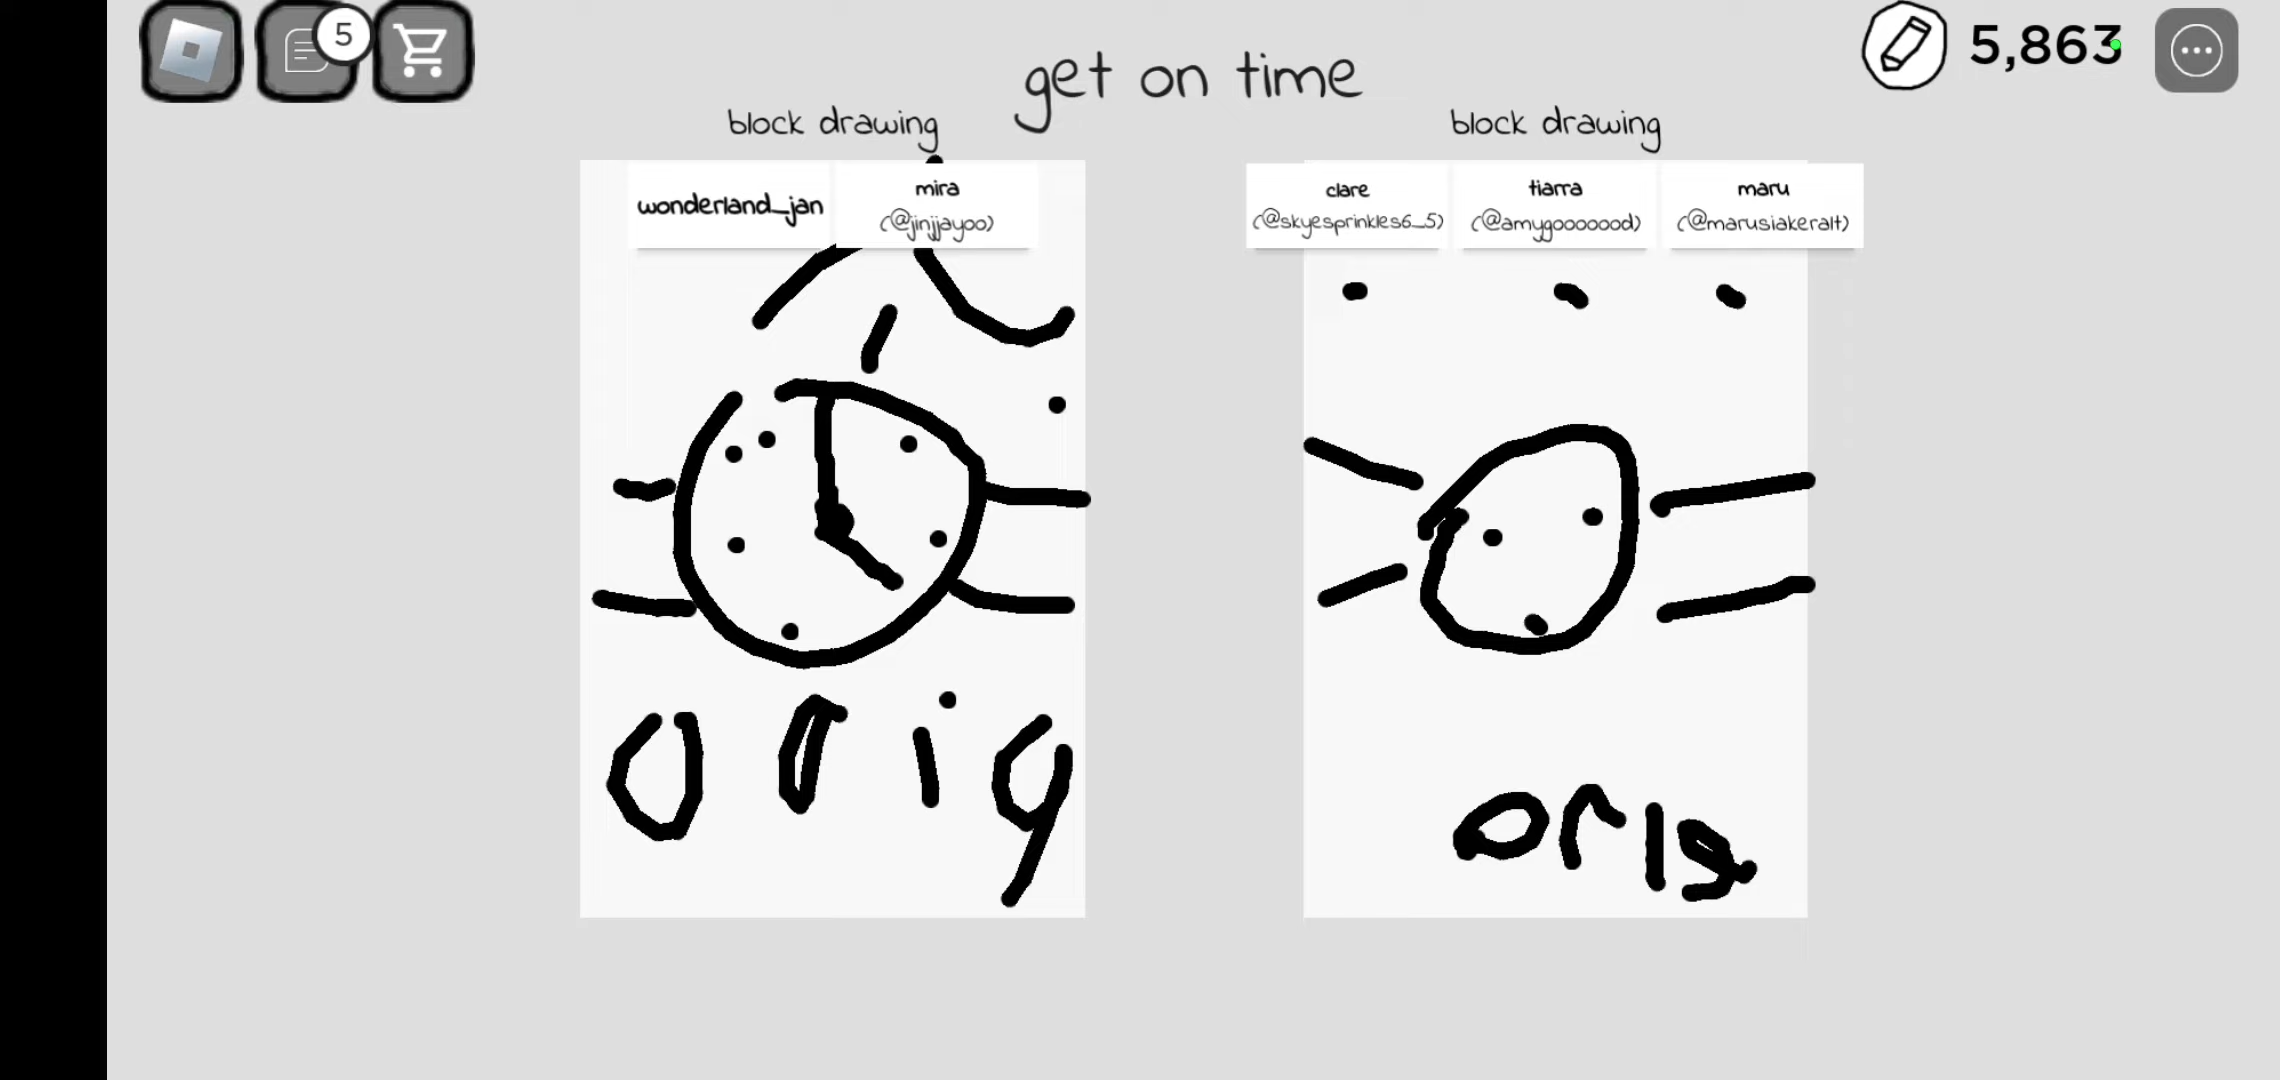 5
5,863
get on time
block drawing
block drawing
wonderland_jan
mira
(@jinjjayoo)
clare
(@skyesprinkles6_5)
tiarra
(@amygooooood)
maru
(@marusiakeralt)
orig
orig